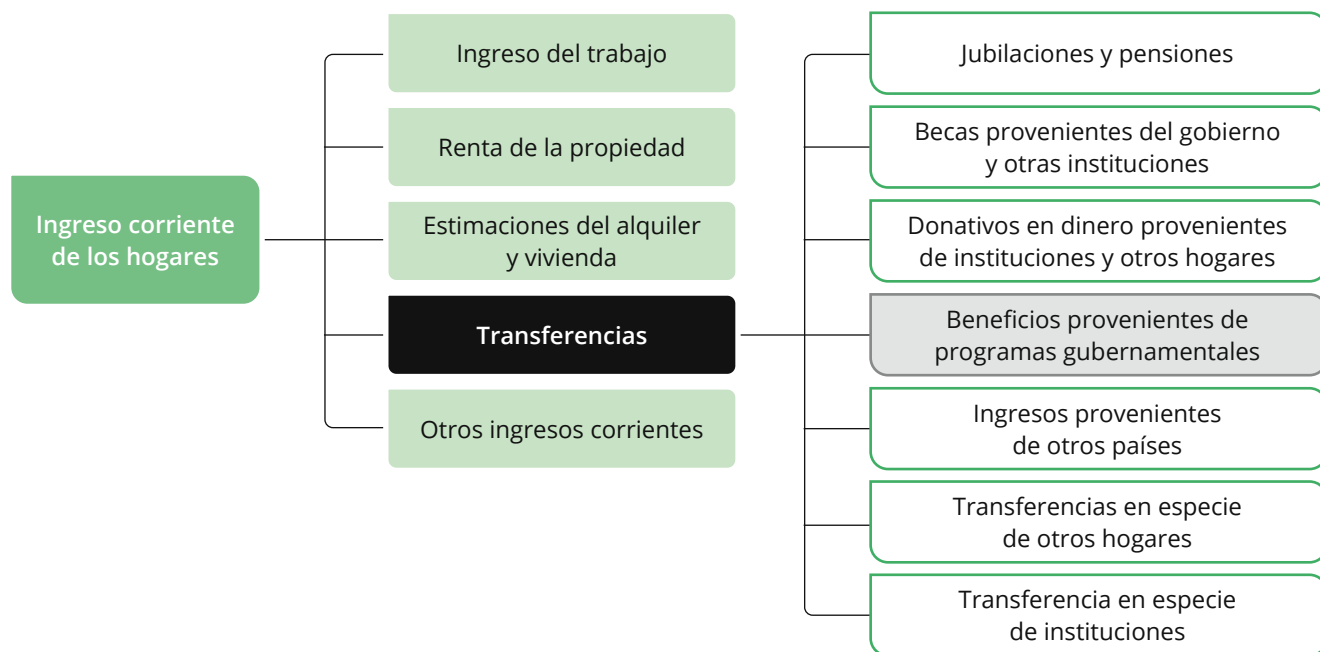 Ingreso corriente
de los hogares
Ingreso del trabajo
Renta de la propiedad
Estimaciones del alquiler
y vivienda
Transferencias
Otros ingresos corrientes
Jubilaciones y pensiones
Becas provenientes del gobierno
y otras instituciones
Donativos en dinero provenientes
de instituciones y otros hogares
Beneficios provenientes de
programas gubernamentales
Ingresos provenientes
de otros países
Transferencias en especie
de otros hogares
Transferencia en especie
de instituciones